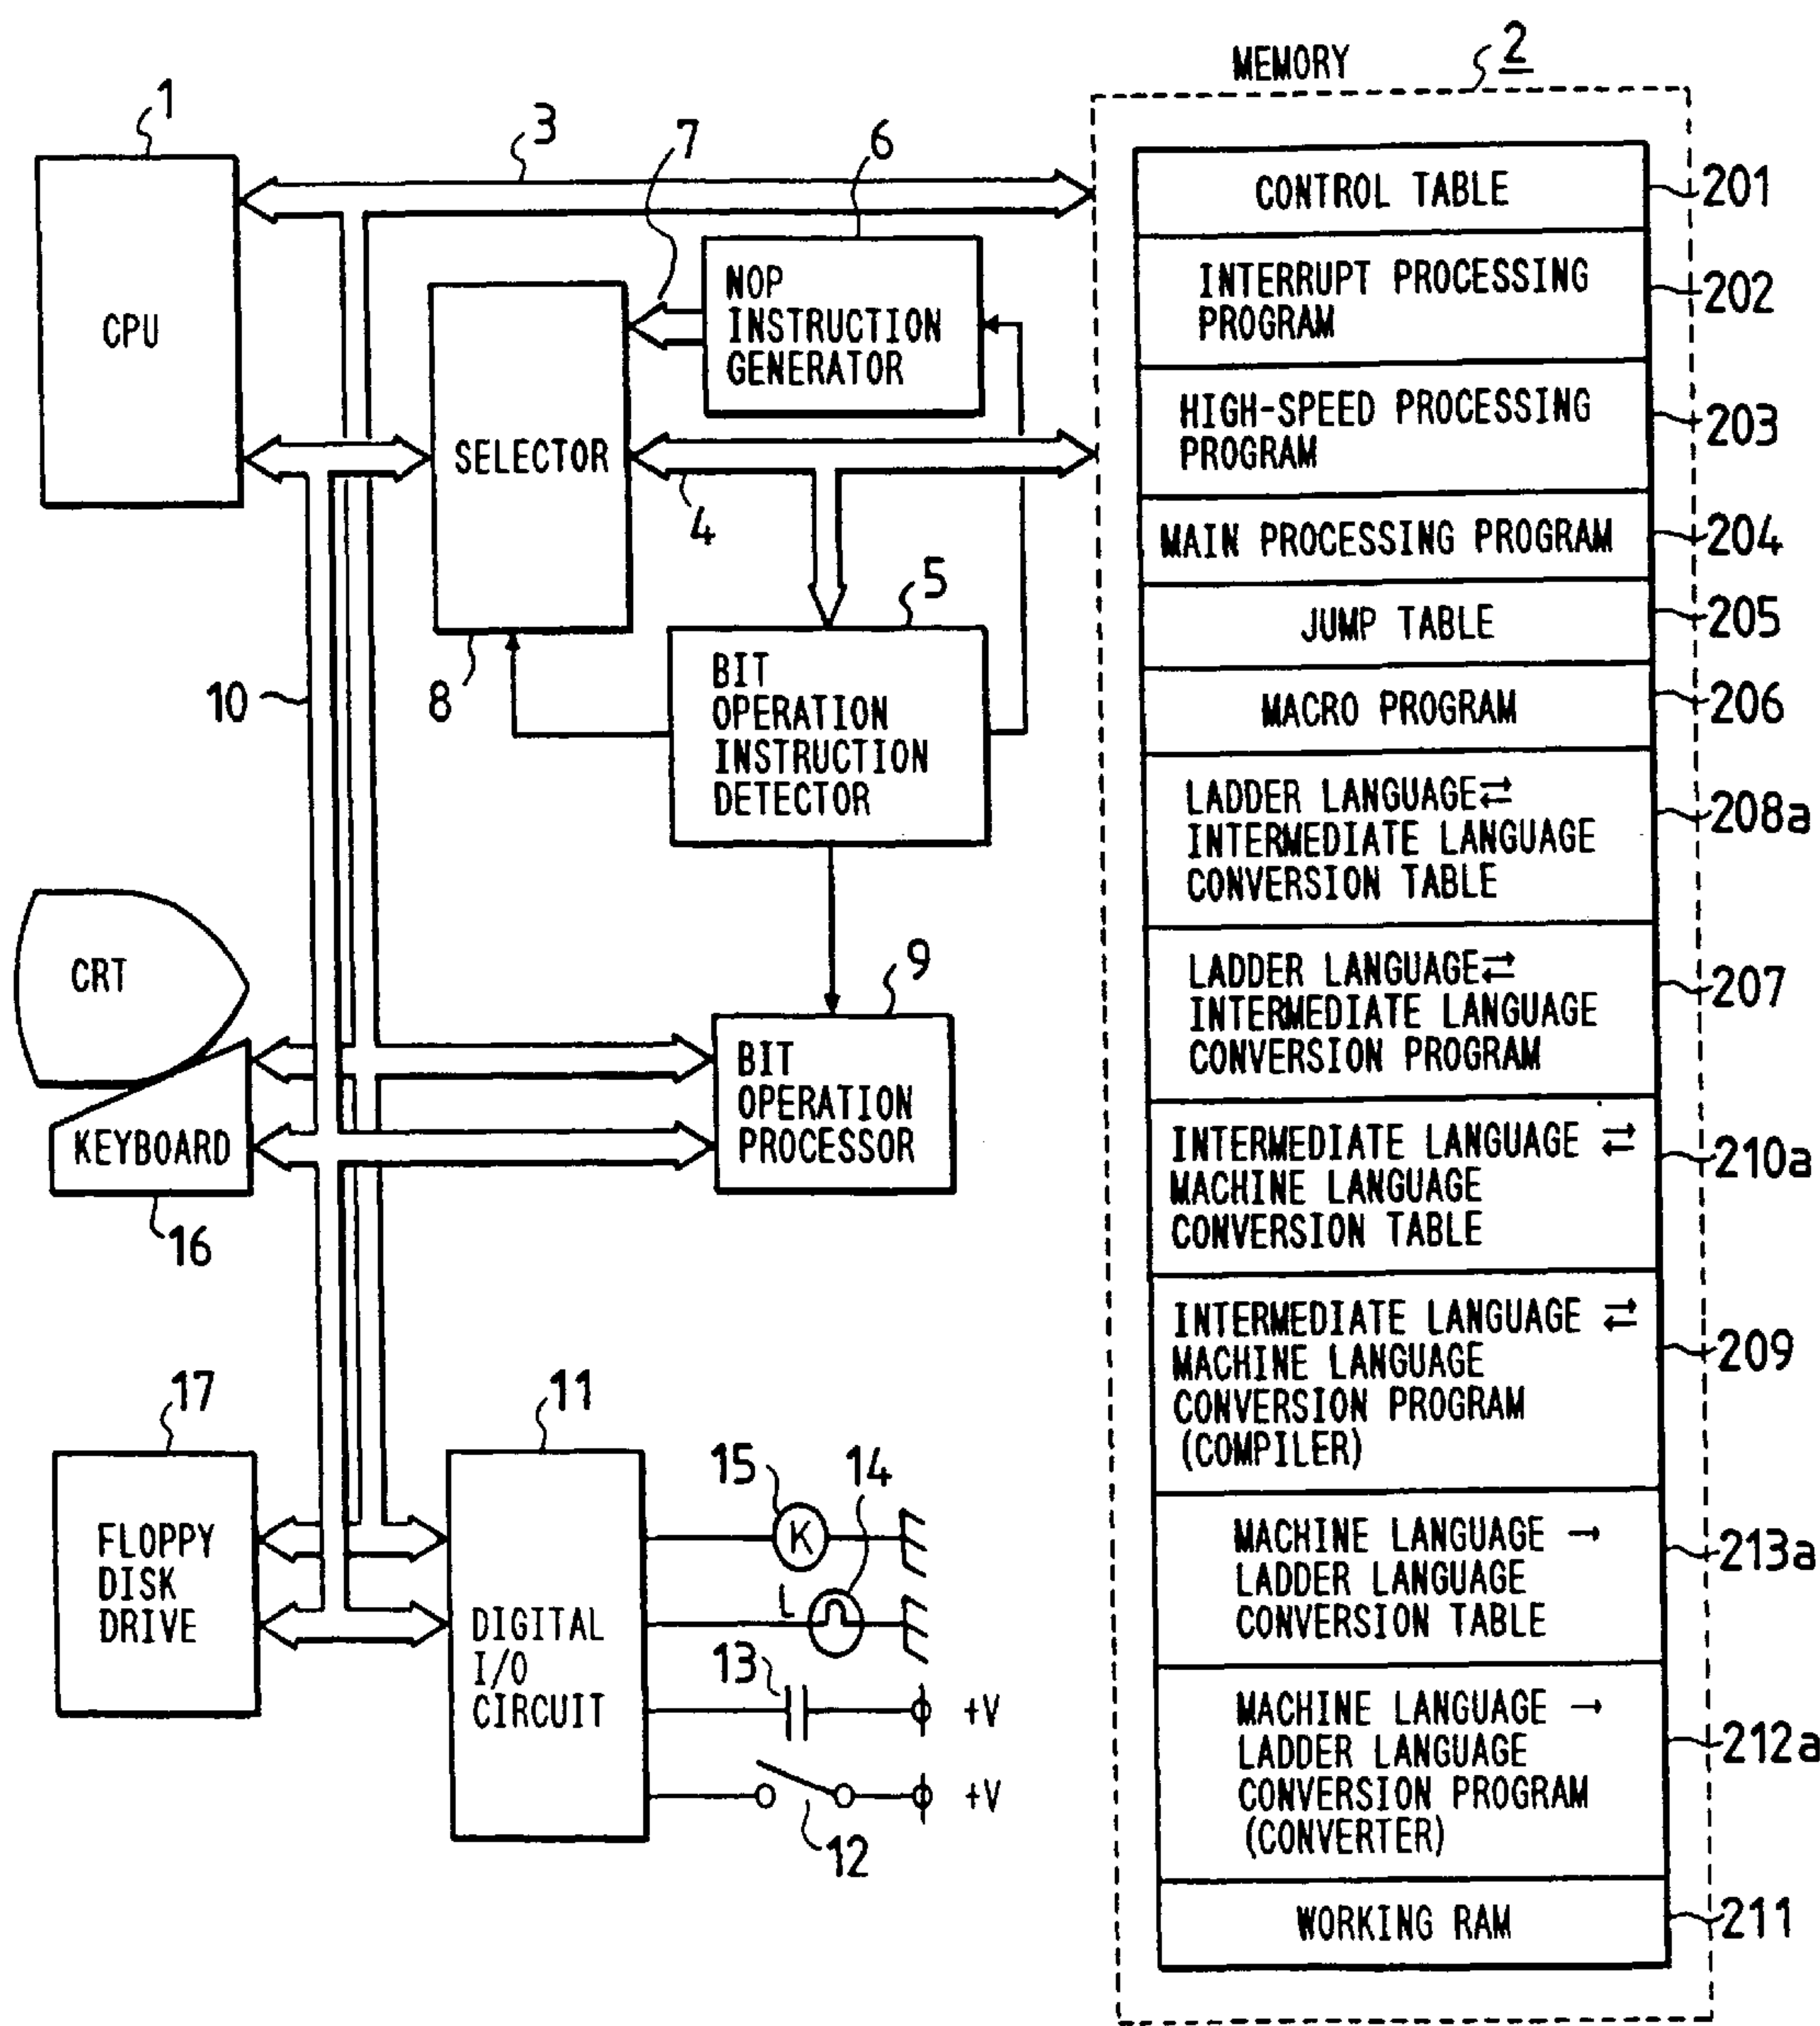 MEMORY
2
1
3
7
6
CPU
SELECTOR
NOP
INSTRUCTION
GENERATOR
4
8
10
5
BIT
OPERATION
INSTRUCTION
DETECTOR
CRT
KEYBOARD
16
9
BIT
OPERATION
PROCESSOR
17
FLOPPY
DISK
DRIVE
11
DIGITAL
I/O
CIRCUIT
15
K
14
L
13
+V
+V
12
CONTROL TABLE
201
INTERRUPT PROCESSING
PROGRAM
202
HIGH-SPEED PROCESSING
PROGRAM
203
MAIN PROCESSING PROGRAM
204
JUMP TABLE
205
MACRO PROGRAM
206
LADDER LANGUAGE⇄
INTERMEDIATE LANGUAGE
CONVERSION TABLE
208a
LADDER LANGUAGE⇄
INTERMEDIATE LANGUAGE
CONVERSION PROGRAM
207
INTERMEDIATE LANGUAGE ⇄
MACHINE LANGUAGE
CONVERSION TABLE
210a
INTERMEDIATE LANGUAGE ⇄
MACHINE LANGUAGE
CONVERSION PROGRAM
(COMPILER)
209
MACHINE LANGUAGE →
LADDER LANGUAGE
CONVERSION TABLE
213a
MACHINE LANGUAGE →
LADDER LANGUAGE
CONVERSION PROGRAM
(CONVERTER)
212a
WORKING RAM
211